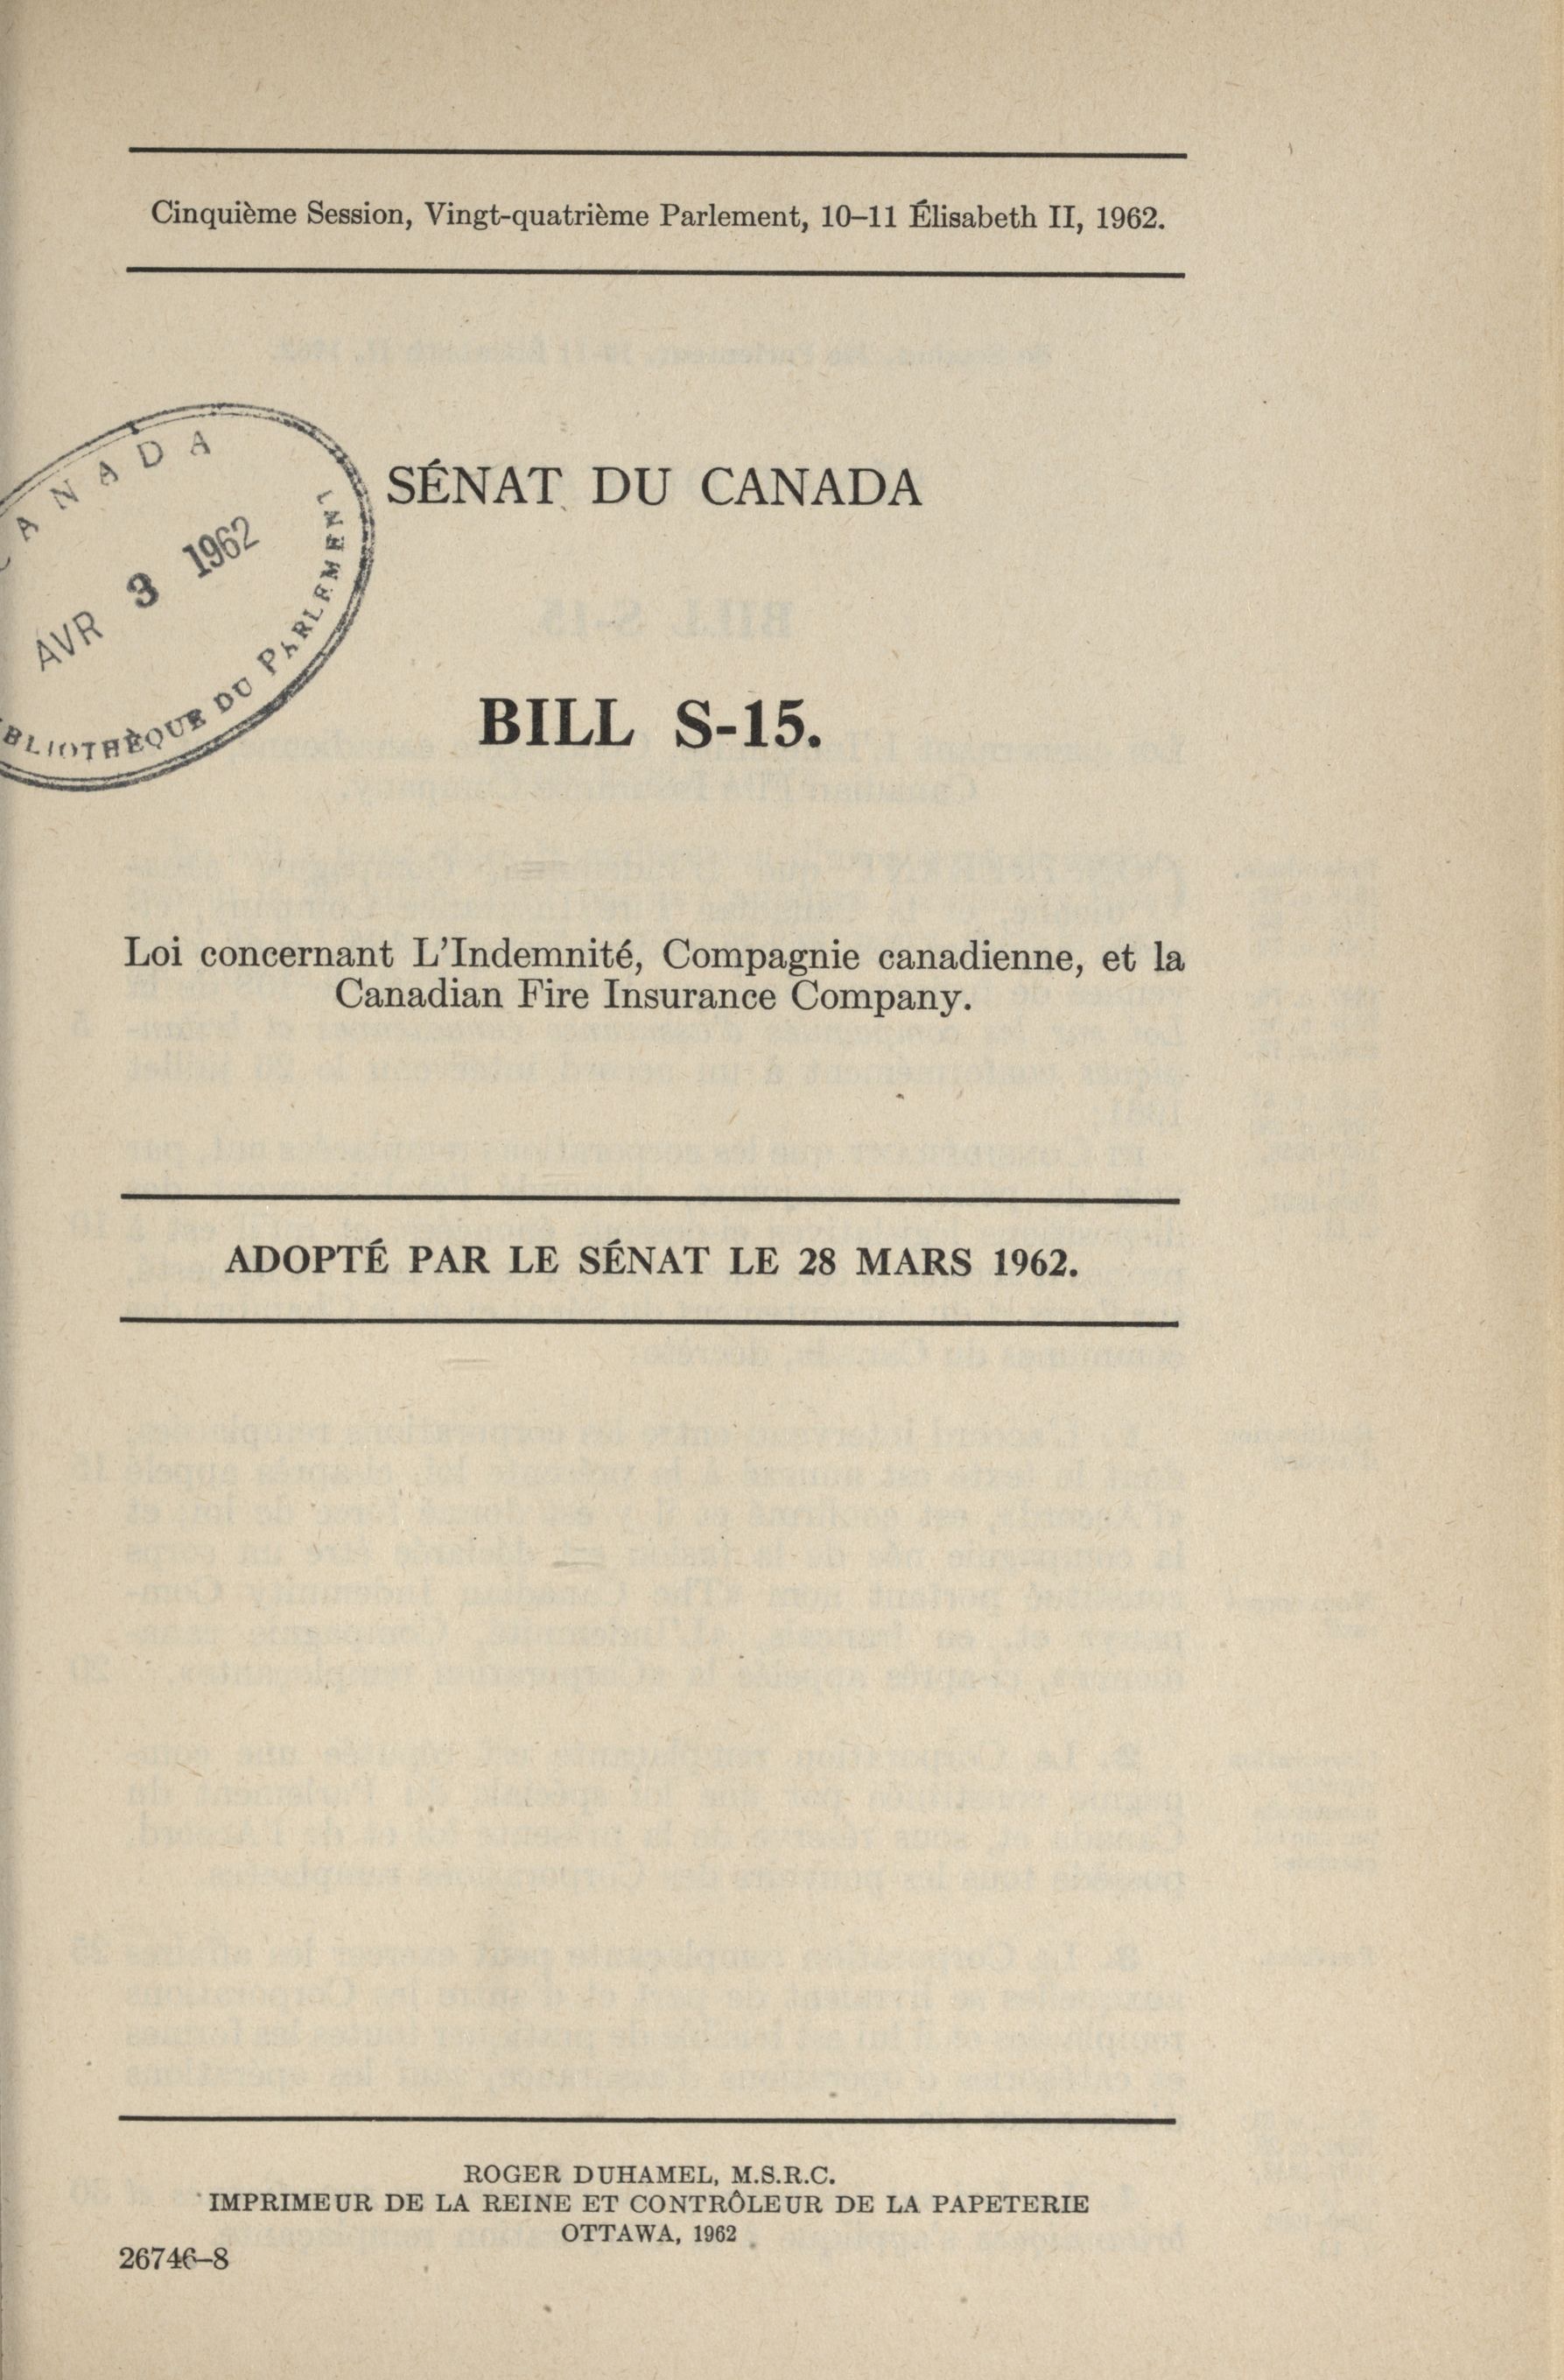 Cinquième Session, Vingt-quatrième Parlement, 10–11 Élisabeth II, 1962.
SÉNAT DU CANADA
AVR 3 1962
BIBLIOTHÈQUE DU PARLEMENT
CANADA
BILL S-15.
Loi concernant L'Indemnité, Compagnie canadienne, et la
Canadian Fire Insurance Company.
ADOPTÉ PAR LE SÉNAT LE 28 MARS 1962.
ROGER DUHAMEL, M.S.R.C.
IMPRIMEUR DE LA REINE ET CONTRÔLEUR DE LA PAPETERIE
OTTAWA, 1962
26746–8